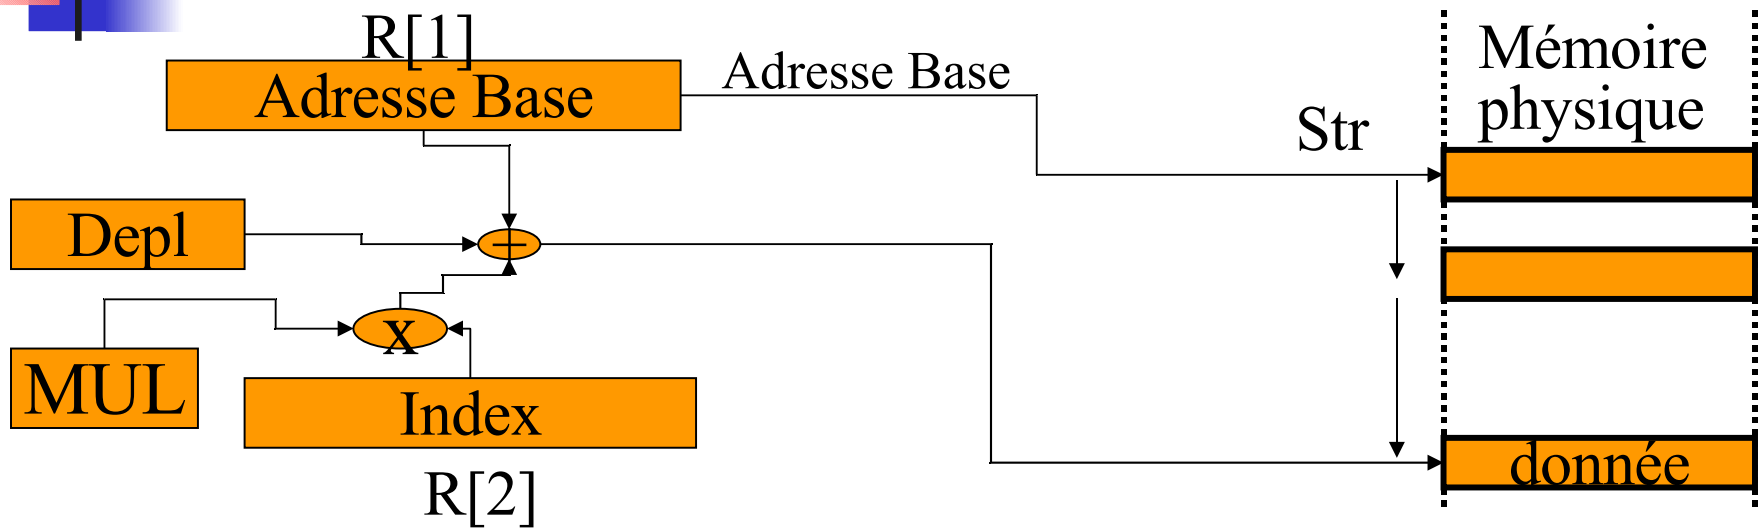 R[1]
Adresse Base
Adresse Base
Str
Mémoire
physique
Depl
+
x
MUL
Index
R[2]
donnée